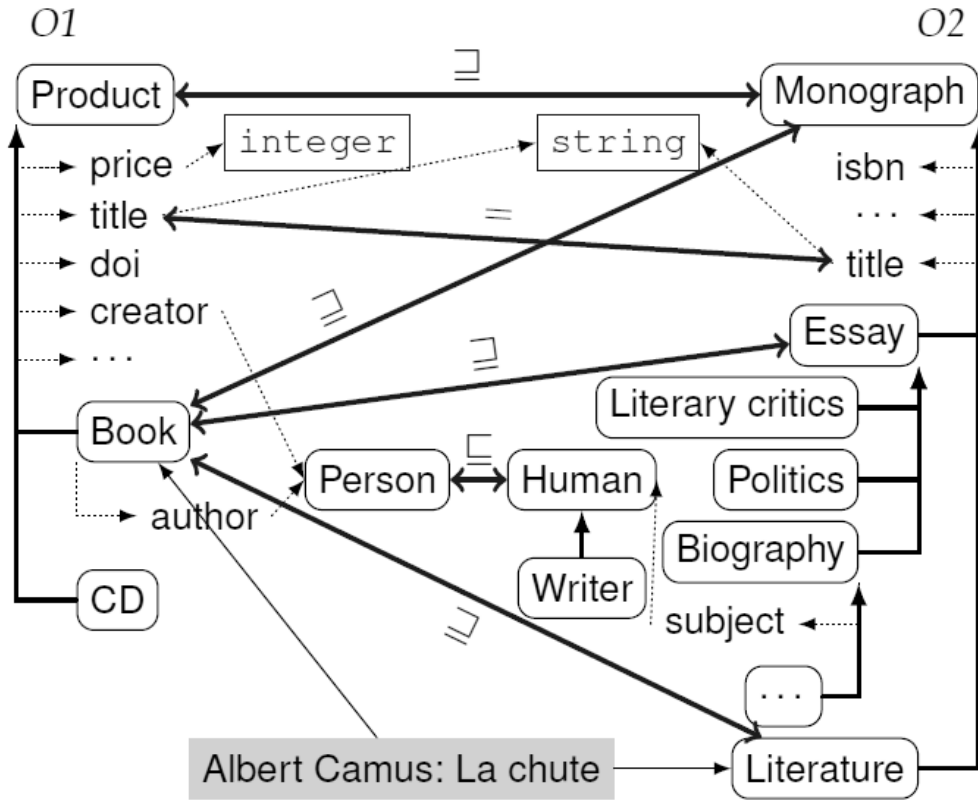 O1 O2
Product ⊒ Monograph
price integer string isbn
title = ...
doi title
creator ⊒ Essay
... ⊒
Book Literary critics
Person ⊑ Human Politics
author Biography
CD Writer
⊒ subject
...
Albert Camus: La chute Literature